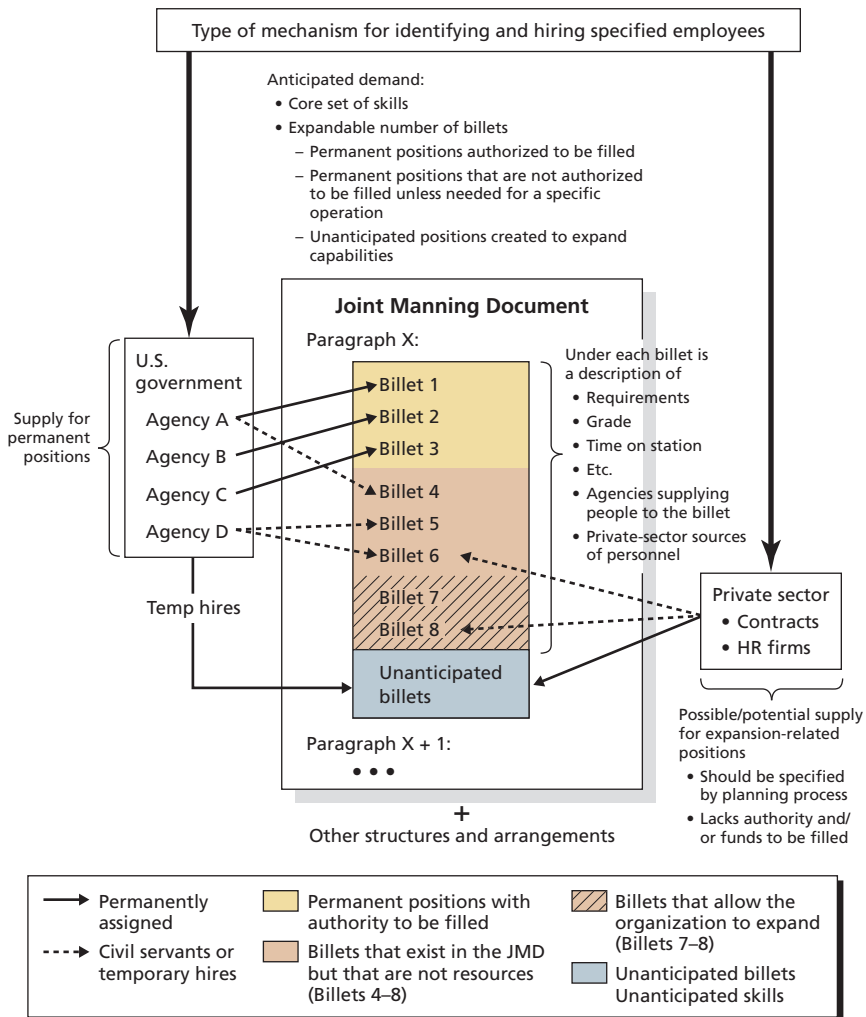 Type of mechanism for identifying and hiring specified employees
Anticipated demand:
• Core set of skills
• Expandable number of billets
– Permanent positions authorized to be filled
– Permanent positions that are not authorized
to be filled unless needed for a specific
operation
– Unanticipated positions created to expand
capabilities
Supply for
permanent
positions
U.S.
government
Agency A
Agency B
Agency C
Agency D
Temp hires
Joint Manning Document
Paragraph X:
Billet 1
Billet 2
Billet 3
Billet 4
Billet 5
Billet 6
Billet 7
Billet 8
Unanticipated
billets
Paragraph X + 1:
• • •
Under each billet is
a description of
• Requirements
• Grade
• Time on station
• Etc.
• Agencies supplying
people to the billet
• Private-sector sources
of personnel
Private sector
• Contracts
• HR firms
Possible/potential supply
for expansion-related
positions
• Should be specified
by planning process
• Lacks authority and/
or funds to be filled
+
Other structures and arrangements
Permanently
assigned
Civil servants or
temporary hires
Permanent positions with
authority to be filled
Billets that exist in the JMD
but that are not resources
(Billets 4–8)
Billets that allow the
organization to expand
(Billets 7–8)
Unanticipated billets
Unanticipated skills